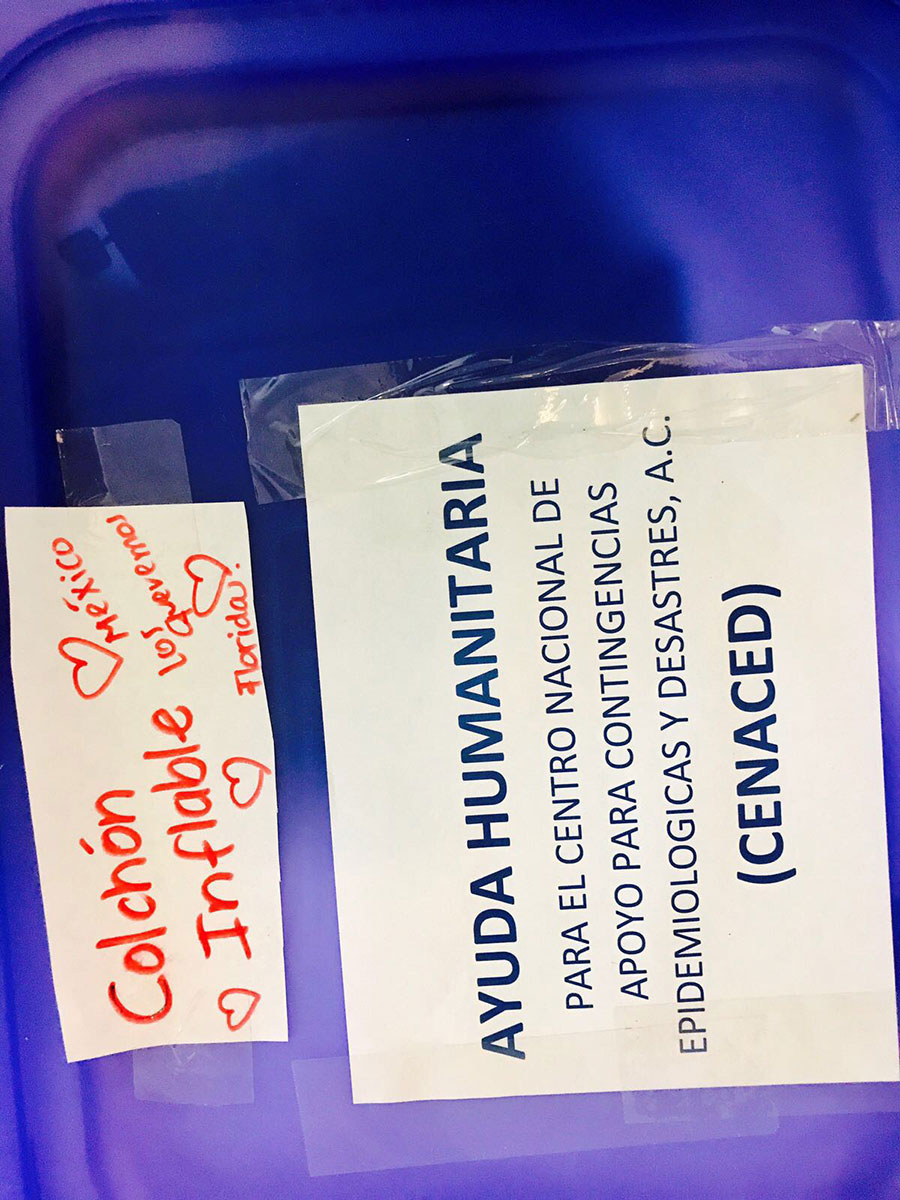 Colchón
Inflable
México
Los
Queremos
Florida!
AYUDA HUMANITARIA
PARA EL CENTRO NACIONAL DE
APOYO PARA CONTINGENCIAS
EPIDEMIOLOGICAS Y DESASTRES, A.C.
(CENACED)